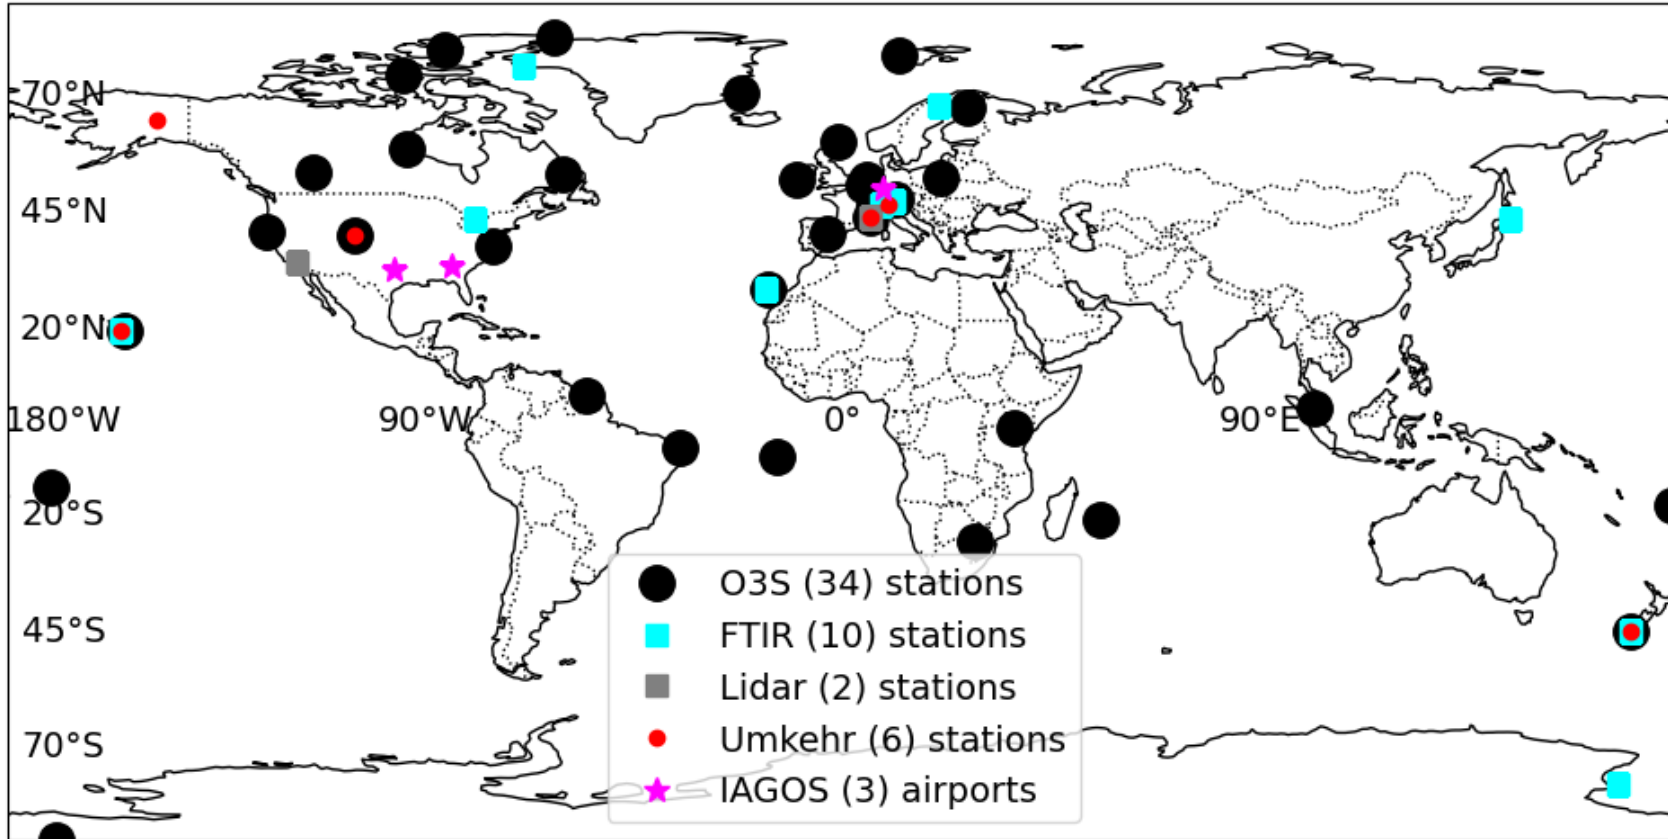 70°N
45°N
20°N
180°W 90°W 0° 90°E
20°S
45°S
70°S
O3S (34) stations
FTIR (10) stations
Lidar (2) stations
Umkehr (6) stations
IAGOS (3) airports